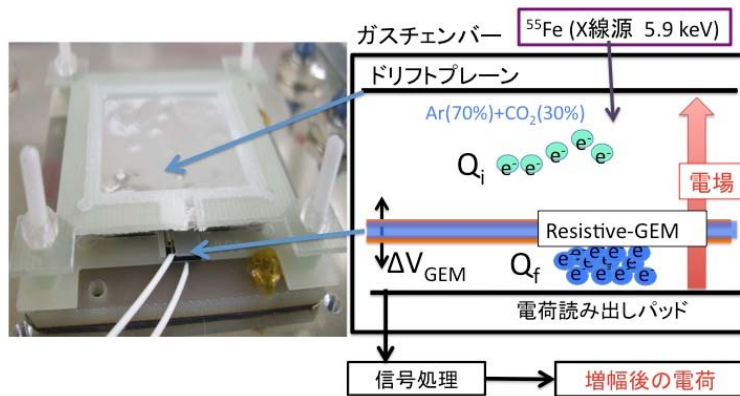 ⁵⁵Fe (X線源 5.9 keV)
ガスチェンバー
ドリフトプレーン
Ar(70%)+CO₂(30%)
Qᵢ
e⁻ e⁻ e⁻ e⁻ e⁻
電場
Resistive-GEM
ΔV_GEM
Q_f
e⁻ e⁻ e⁻ e⁻ e⁻ e⁻ e⁻ e⁻
電荷読み出しパッド
信号処理
増幅後の電荷